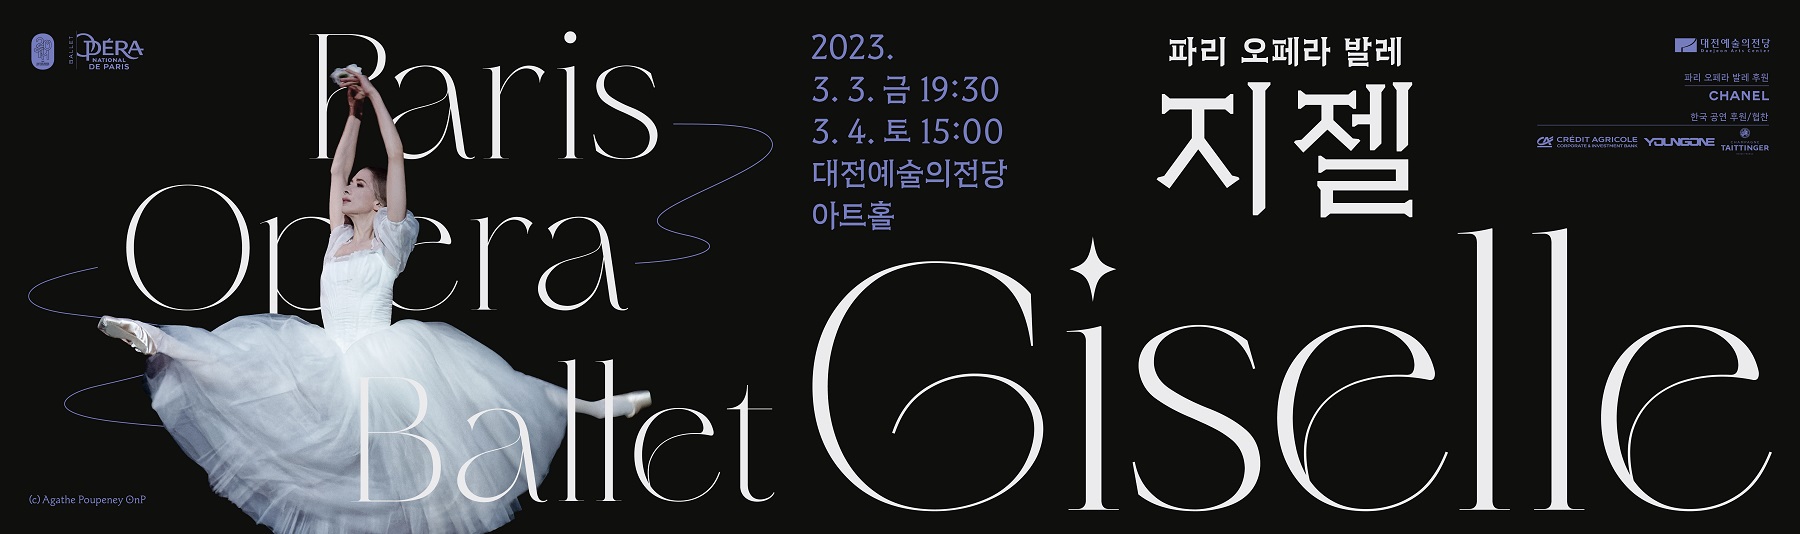 BALLET
OPÉRA
NATIONAL
DE PARIS
Paris
Opera
Ballet
(c) Agathe Poupeney OnP
2023.
3. 3. 금 19:30
3. 4. 토 15:00
대전예술의전당
아트홀
파리 오페라 발레
지젤
Giselle
대전예술의전당
Daejeon Arts Center
파리 오페라 발레 후원
CHANEL
한국 공연 후원/협찬
CRÉDIT AGRICOLE
CORPORATE & INVESTMENT BANK
YOUNGONE
CHAMPAGNE
TAITTINGER